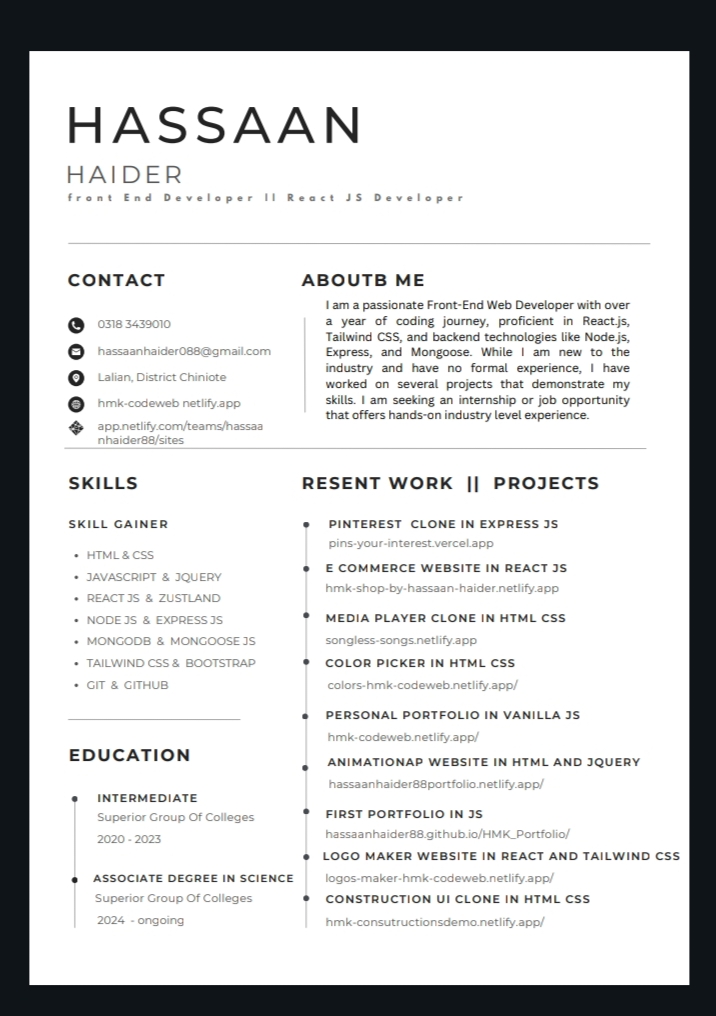 HASSAAN
HAIDER
front End Developer || React JS Developer
CONTACT
0318 3439010
hassaanhaider088@gmail.com
Lalian, District Chiniote
hmk-codeweb netlify.app
app.netlify.com/teams/hassaa
nhaider88/sites
ABOUTB ME
I am a passionate Front-End Web Developer with over
a year of coding journey, proficient in React.js,
Tailwind CSS, and backend technologies like Node.js,
Express, and Mongoose. While I am new to the
industry and have no formal experience, I have
worked on several projects that demonstrate my
skills. I am seeking an internship or job opportunity
that offers hands-on industry level experience.
SKILLS
SKILL GAINER
• HTML & CSS
• JAVASCRIPT & JQUERY
• REACT JS & ZUSTLAND
• NODE JS & EXPRESS JS
• MONGODB & MONGOOSE JS
• TAILWIND CSS & BOOTSTRAP
• GIT & GITHUB
EDUCATION
INTERMEDIATE
Superior Group Of Colleges
2020 - 2023
ASSOCIATE DEGREE IN SCIENCE
Superior Group Of Colleges
2024 - ongoing
RESENT WORK || PROJECTS
PINTEREST CLONE IN EXPRESS JS
pins-your-interest.vercel.app
E COMMERCE WEBSITE IN REACT JS
hmk-shop-by-hassaan-haider.netlify.app
MEDIA PLAYER CLONE IN HTML CSS
songless-songs.netlify.app
COLOR PICKER IN HTML CSS
colors-hmk-codeweb.netlify.app/
PERSONAL PORTFOLIO IN VANILLA JS
hmk-codeweb.netlify.app/
ANIMATIONAP WEBSITE IN HTML AND JQUERY
hassaanhaider88portfolio.netlify.app/
FIRST PORTFOLIO IN JS
hassaanhaider88.github.io/HMK_Portfolio/
LOGO MAKER WEBSITE IN REACT AND TAILWIND CSS
logos-maker-hmk-codeweb.netlify.app/
CONSTRUCTION UI CLONE IN HTML CSS
hmk-consutructionsdemo.netlify.app/